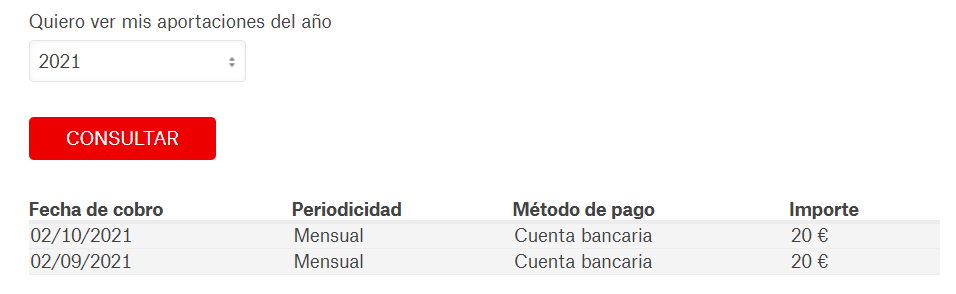 Quiero ver mis aportaciones del año
2021
CONSULTAR
Fecha de cobro Periodicidad Método de pago Importe
02/10/2021 Mensual Cuenta bancaria 20 €
02/09/2021 Mensual Cuenta bancaria 20 €